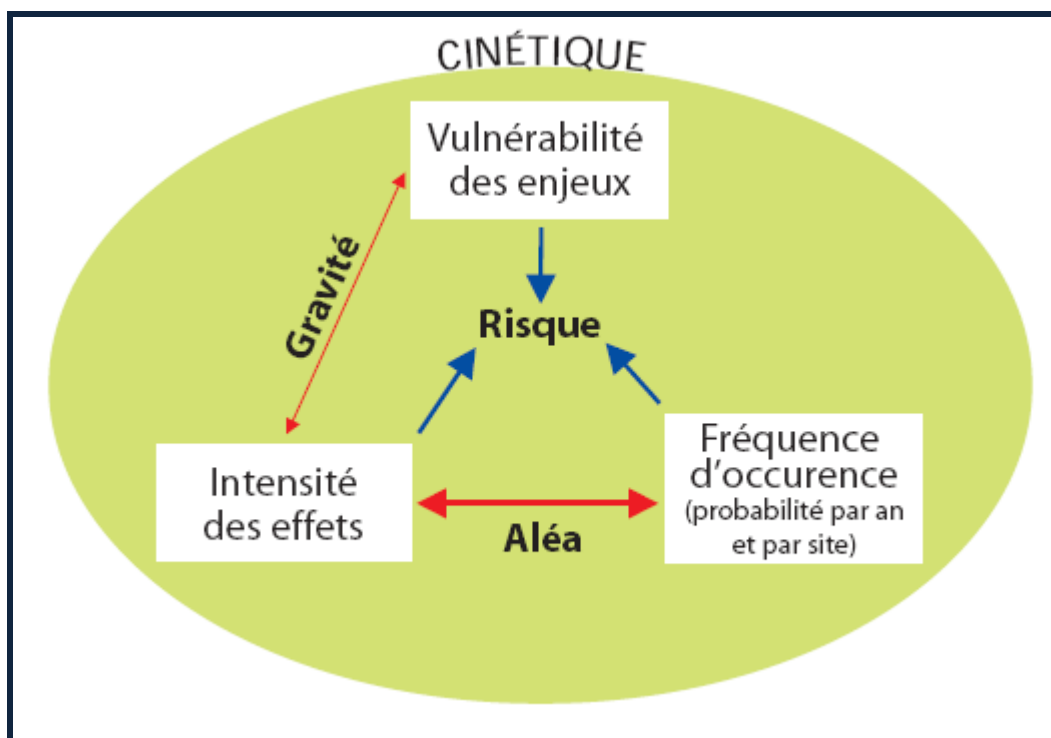 CINÉTIQUE
Vulnérabilité
des enjeux
Gravité
Risque
Intensité
des effets
Aléa
Fréquence
d'occurence
(probabilité par an
et par site)